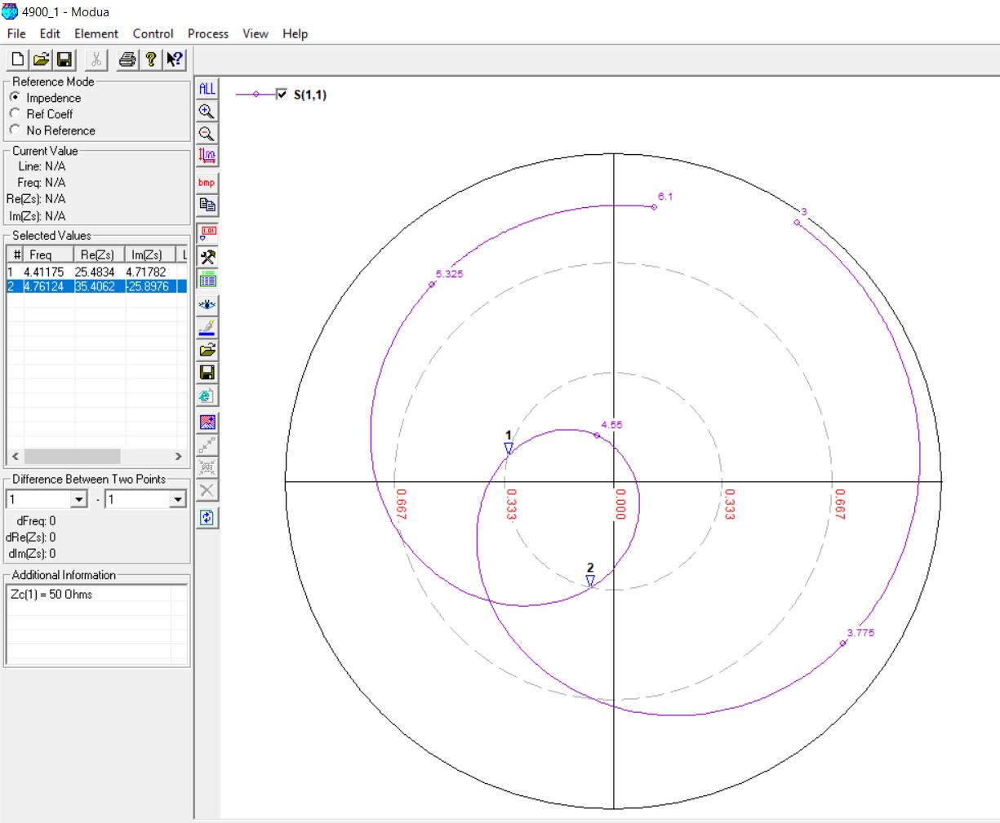 4900_1 - Modua
File Edit Element Control Process View Help
Reference Mode
Impedence
Ref Coeff
No Reference
Current Value
Line: N/A
Freq: N/A
Re(Zs): N/A
Im(Zs): N/A
Selected Values
# Freq Re(Zs) Im(Zs) L
1 4.41175 25.4834 4.71782
2 4.76124 35.4062 -25.8976
Difference Between Two Points
1 - 1
dFreq: 0
dRe(Zs): 0
dIm(Zs): 0
Additional Information
Zc(1) = 50 Ohms
ALL
bmp
1.01
S(1,1)
6.1
3
5.325
4.55
1
0.667
0.333
0.000
0.333
0.667
2
3.775